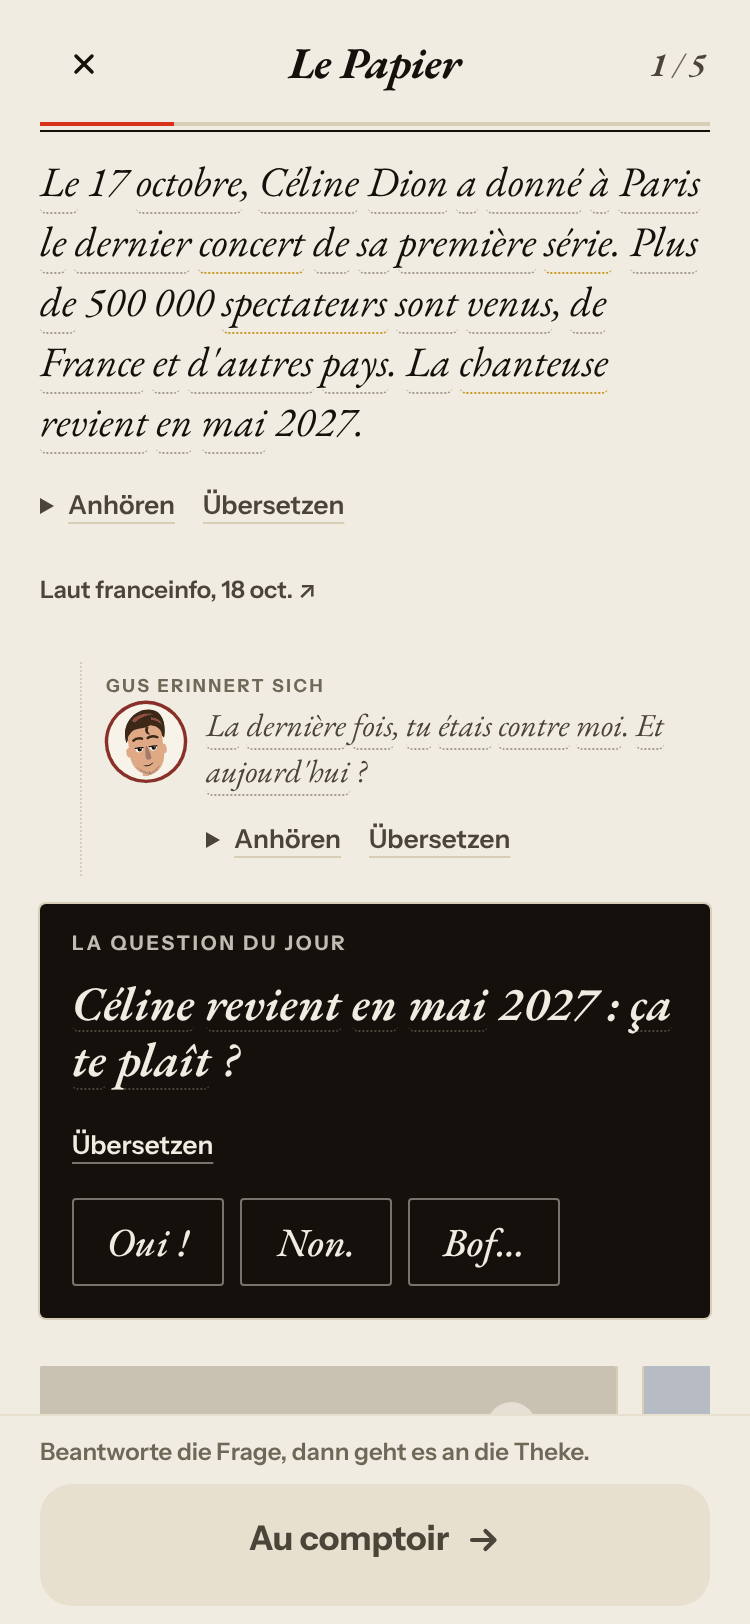 Le Papier
1 / 5
Le 17 octobre, Céline Dion a donné à Paris
le dernier concert de sa première série. Plus
de 500 000 spectateurs sont venus, de
France et d'autres pays. La chanteuse
revient en mai 2027.
Anhören Übersetzen
Laut franceinfo, 18 oct. ↗
GUS ERINNERT SICH
La dernière fois, tu étais contre moi. Et
aujourd'hui ?
Anhören Übersetzen
LA QUESTION DU JOUR
Céline revient en mai 2027 : ça
te plaît ?
Übersetzen
Oui ! Non. Bof...
Beantworte die Frage, dann geht es an die Theke.
Au comptoir →